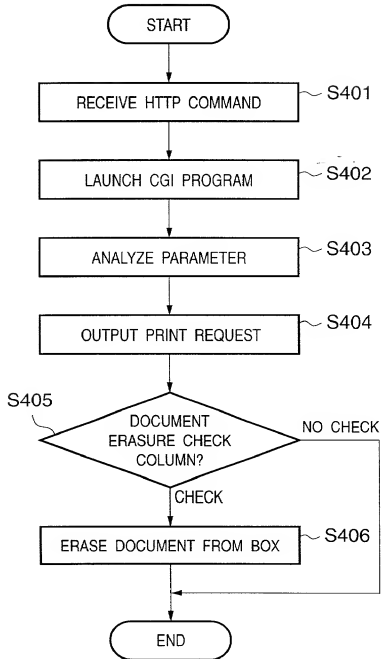 START
RECEIVE HTTP COMMAND
S401
LAUNCH CGI PROGRAM
S402
ANALYZE PARAMETER
S403
OUTPUT PRINT REQUEST
S404
S405
DOCUMENT
ERASURE CHECK
COLUMN?
NO CHECK
CHECK
ERASE DOCUMENT FROM BOX
S406
END